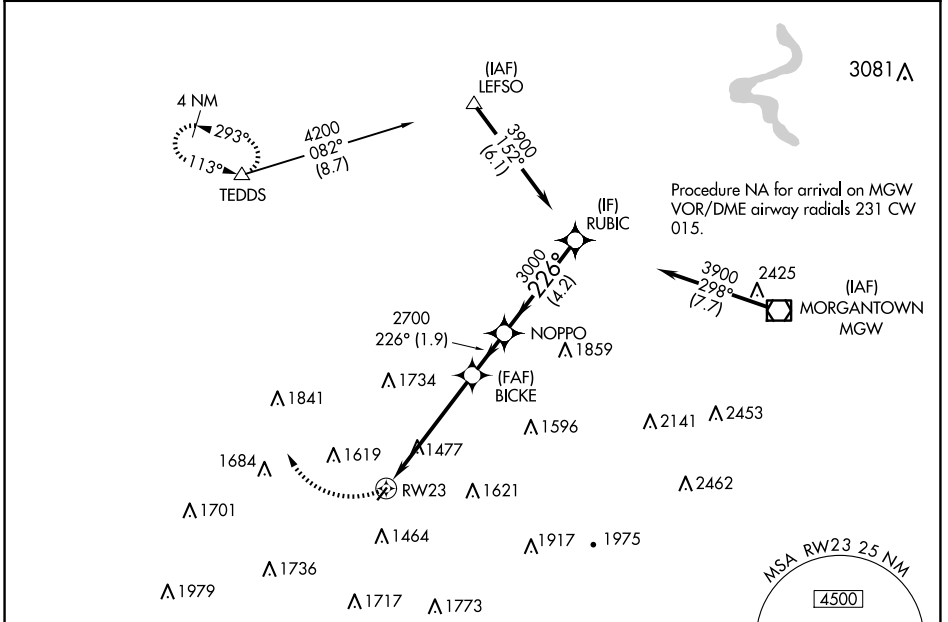 (IAF)
LEFSO
3081
4 NM
293°
113°
TEDDS
4200
082°
(8.7)
3900
152°
(6.1)
Procedure NA for arrival on MGW
VOR/DME airway radials 231 CW
015.
(IF)
RUBIC
3000
226°
(4.2)
3900
298°
(7.7)
2425
(IAF)
MORGANTOWN
MGW
2700
226° (1.9)
NOPPO
1859
(FAF)
BICKE
1734
1841
1596
2141
2453
1619
1477
1684
RW23
1621
2462
1701
1464
1917
1975
1736
1979
1717
1773
MSA RW23 25 NM
4500